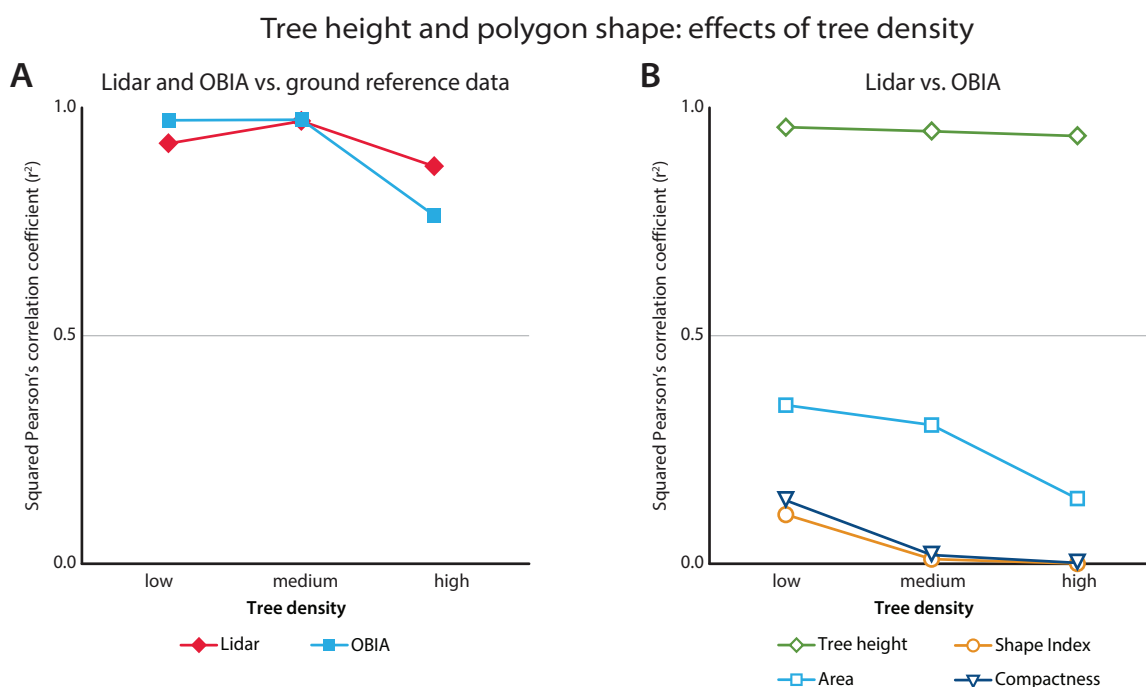 Tree height and polygon shape: effects of tree density
A
Lidar and OBIA vs. ground reference data
Squared Pearson's correlation coefficient (r²)
1.0
0.5
0.0
low
medium
high
Tree density
Lidar
OBIA
B
Lidar vs. OBIA
Squared Pearson's correlation coefficient (r²)
1.0
0.5
0.0
low
medium
high
Tree density
Tree height
Shape Index
Area
Compactness